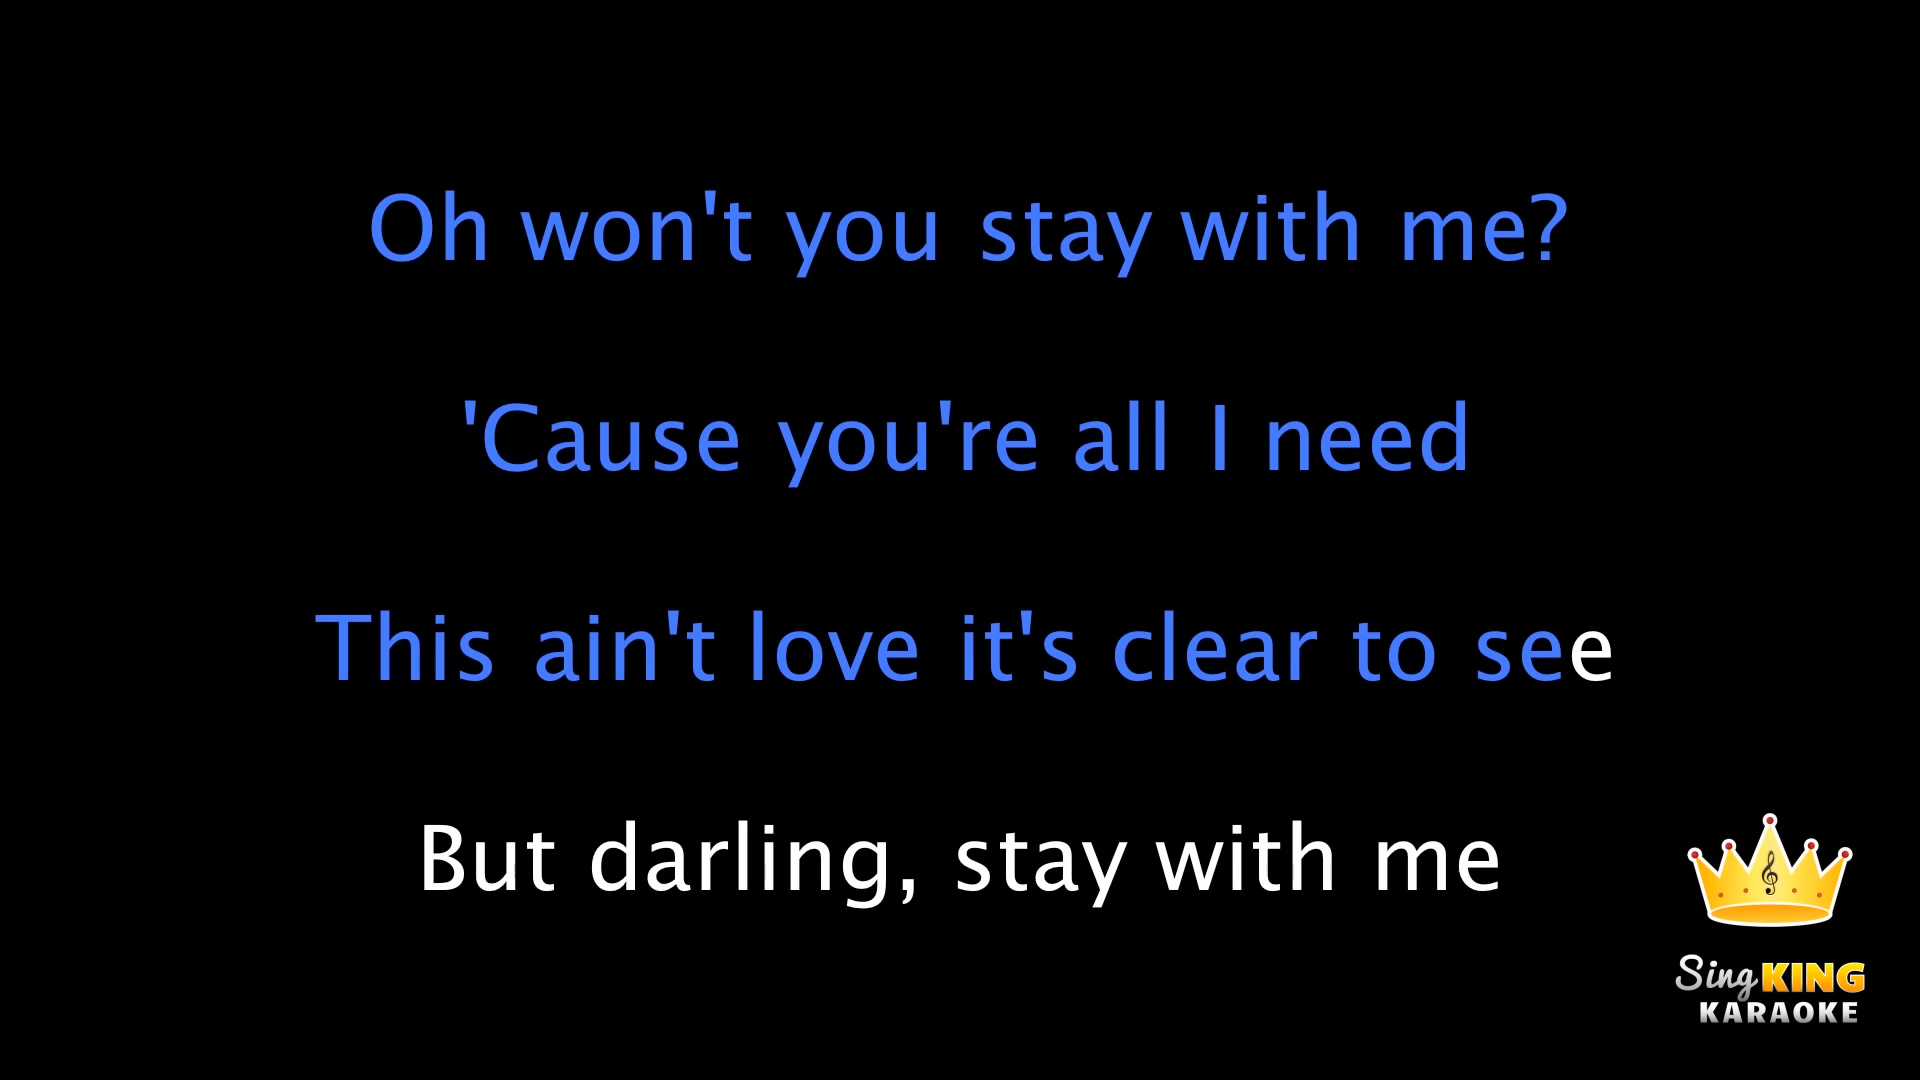 Oh won't you stay with me?
'Cause you're all I need
This ain't love it's clear to see
But darling, stay with me
Sing KING
KARAOKE